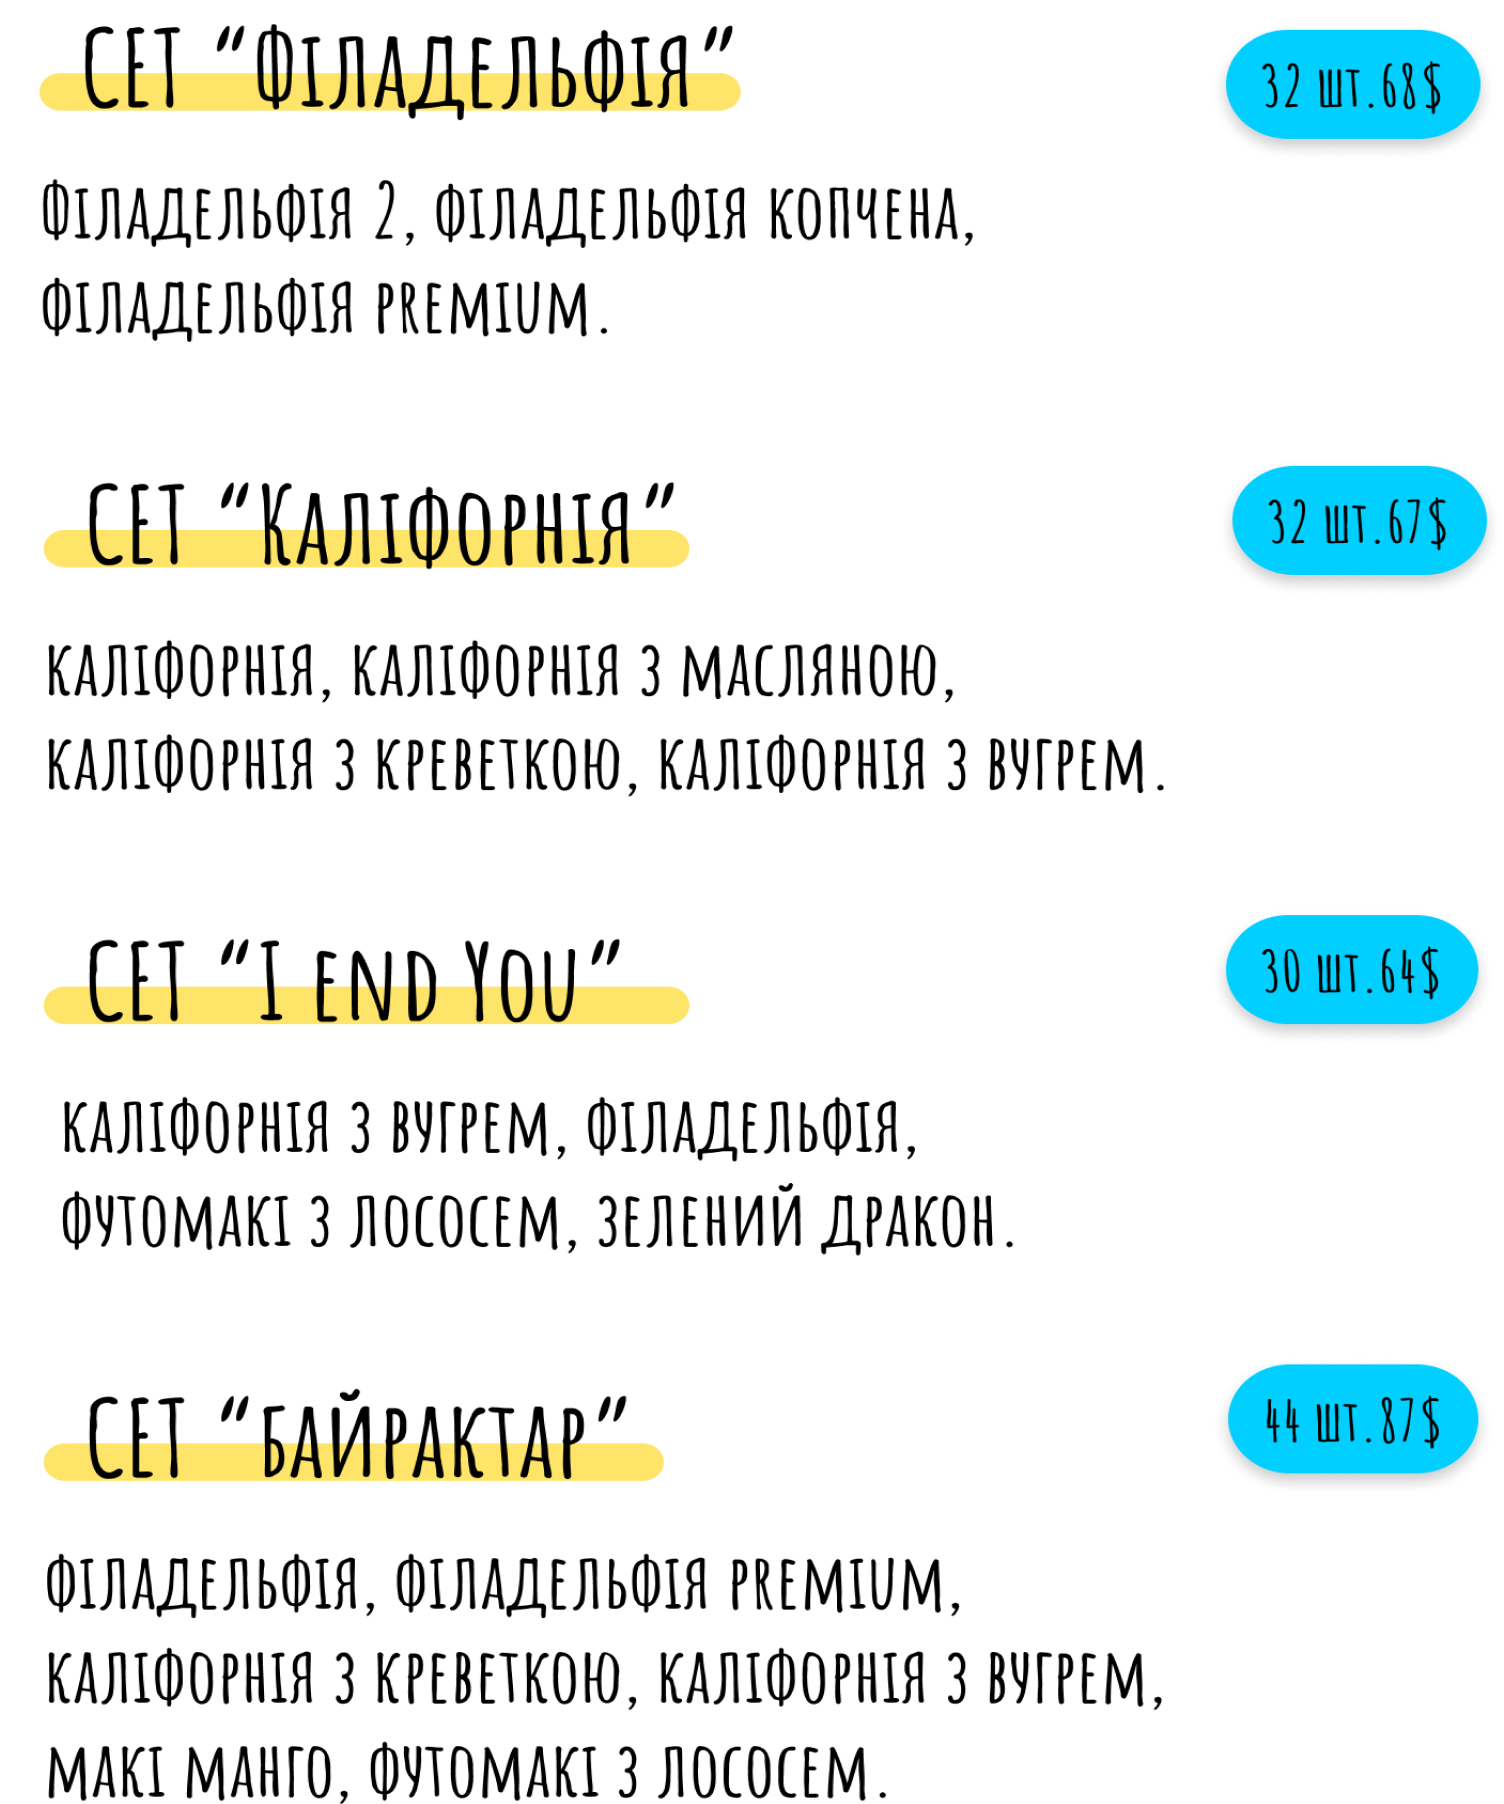 СЕТ “Філадельфія”
32 шт.68$
Філадельфія 2, філадельфія копчена,
філадельфія premium.
СЕТ “Каліфорнія”
32 шт.67$
каліфорнія, каліфорнія з масляною,
каліфорнія з креветкою, каліфорнія з вугрем.
СЕТ “I end You”
30 шт.64$
каліфорнія з вугрем, філадельфія,
футомакі з лососем, зелений дракон.
СЕТ “байрактар”
44 шт.87$
філадельфія, філадельфія premium,
каліфорнія з креветкою, каліфорнія з вугрем,
макі манго, футомакі з лососем.